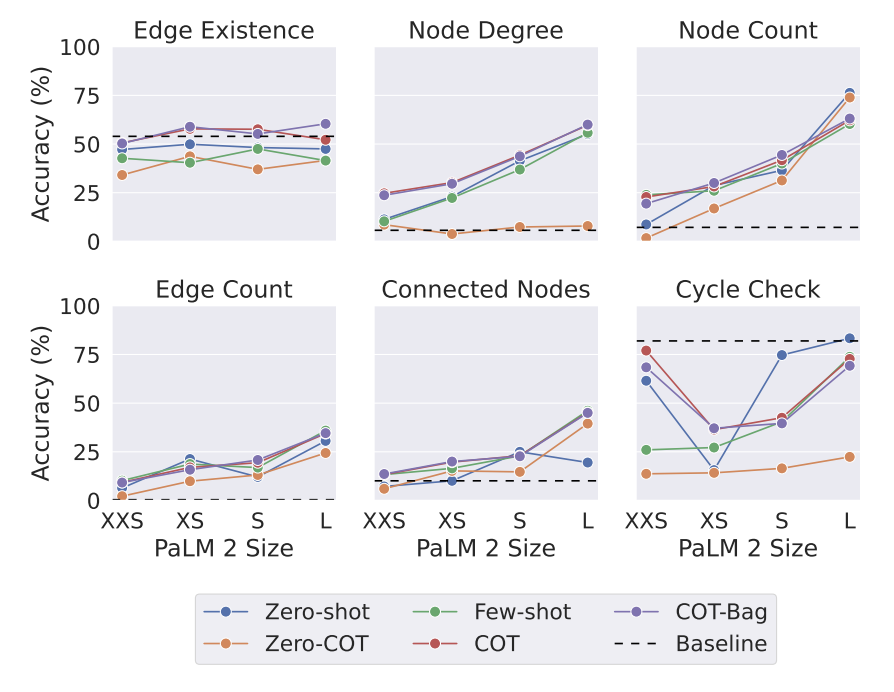 Edge Existence Node Degree Node Count
100
75
50
25
0
Accuracy (%)
Edge Count Connected Nodes Cycle Check
100
75
50
25
0
Accuracy (%)
XXS XS S L XXS XS S L XXS XS S L
PaLM 2 Size PaLM 2 Size PaLM 2 Size
Zero-shot Few-shot COT-Bag
Zero-COT COT Baseline